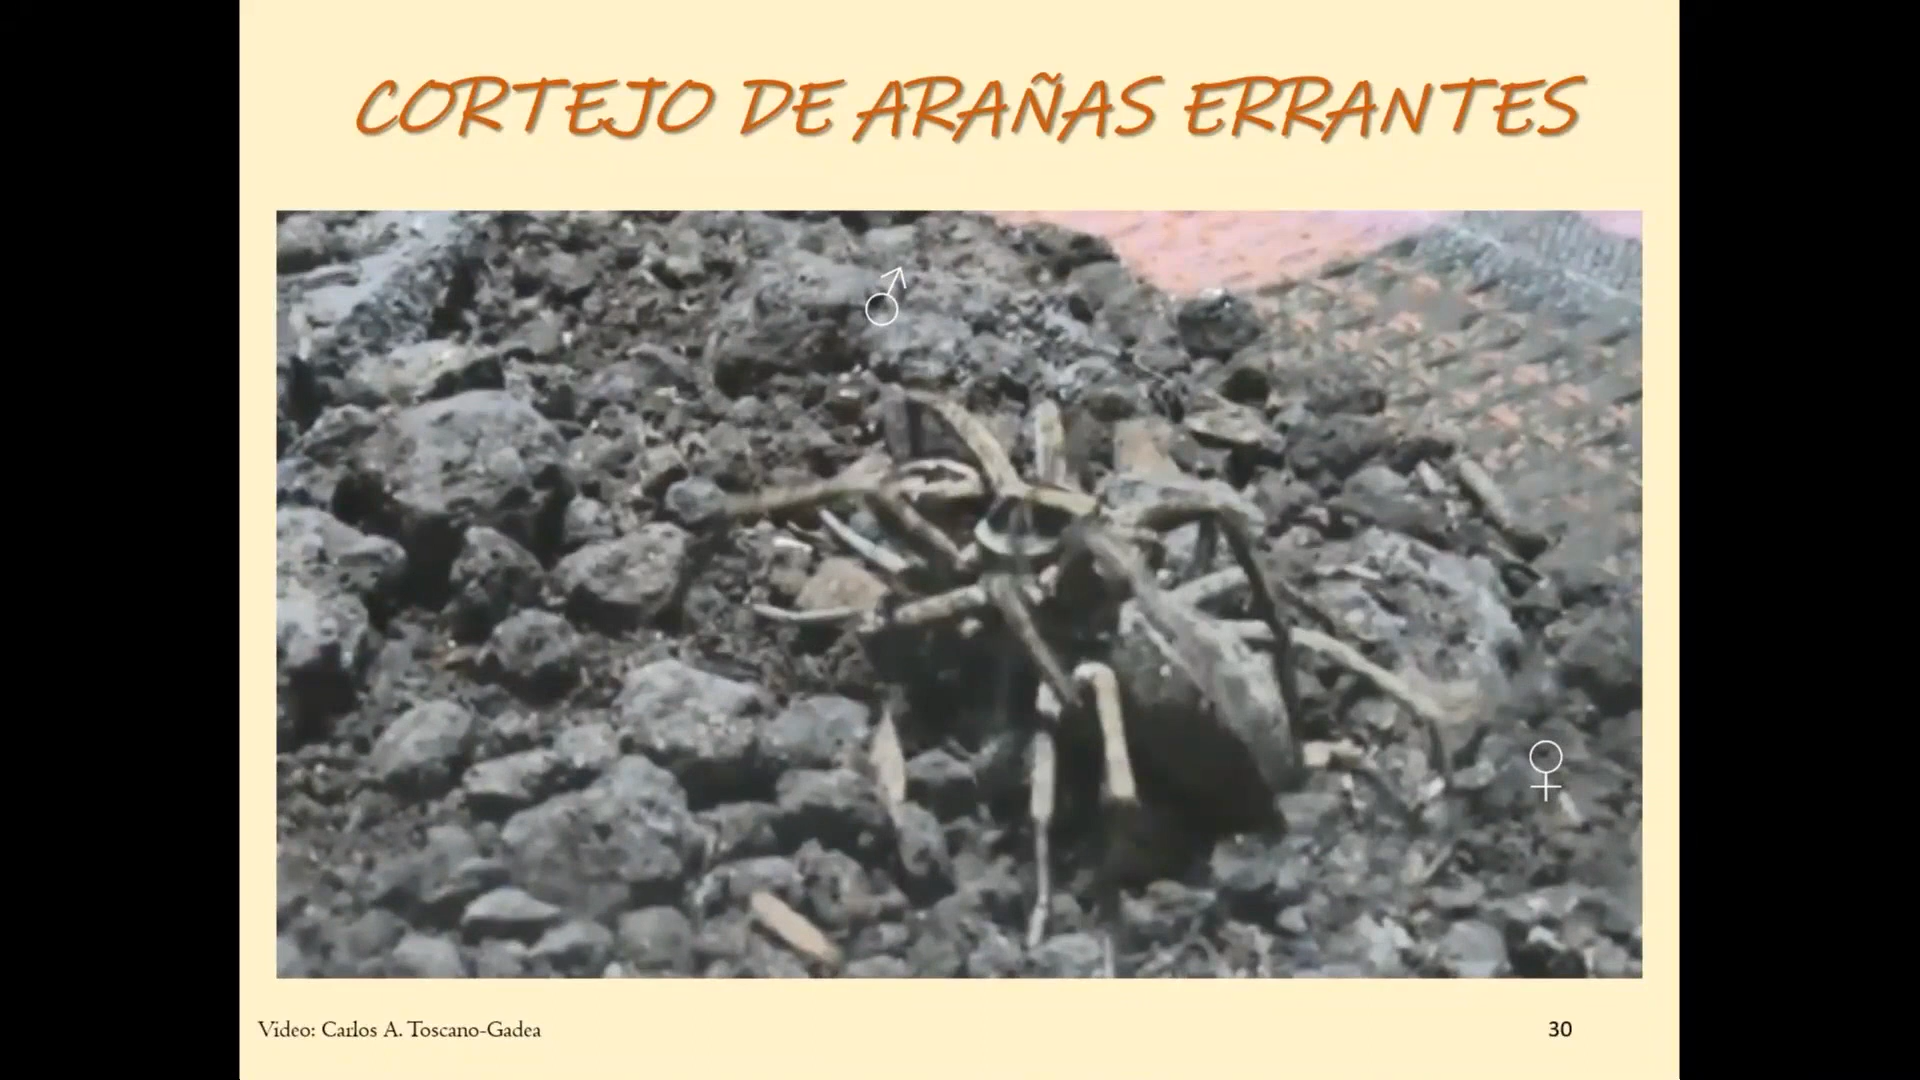 CORTEJO DE ARAÑAS ERRANTES
♂
♀
Video: Carlos A. Toscano-Gadea
30